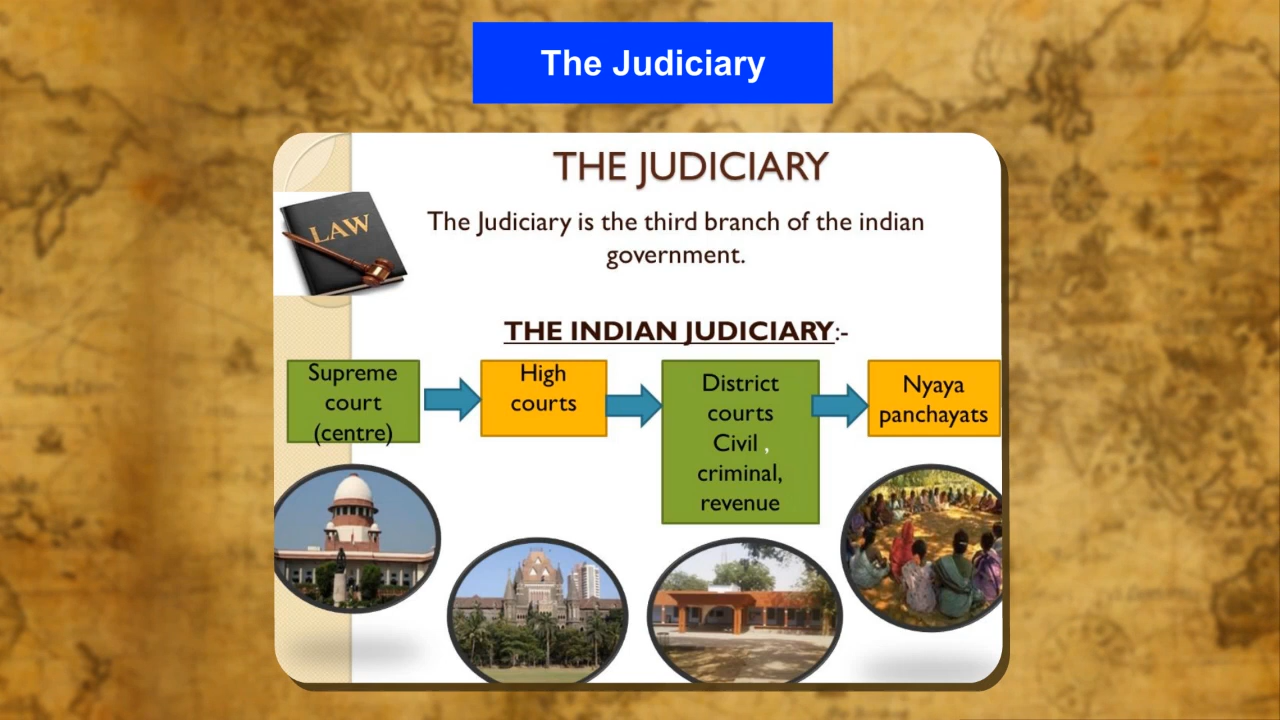 The Judiciary
THE JUDICIARY
LAW
The Judiciary is the third branch of the indian
government.
THE INDIAN JUDICIARY:-
Supreme
court
(centre)
High
courts
District
courts
Civil ,
criminal,
revenue
Nyaya
panchayats